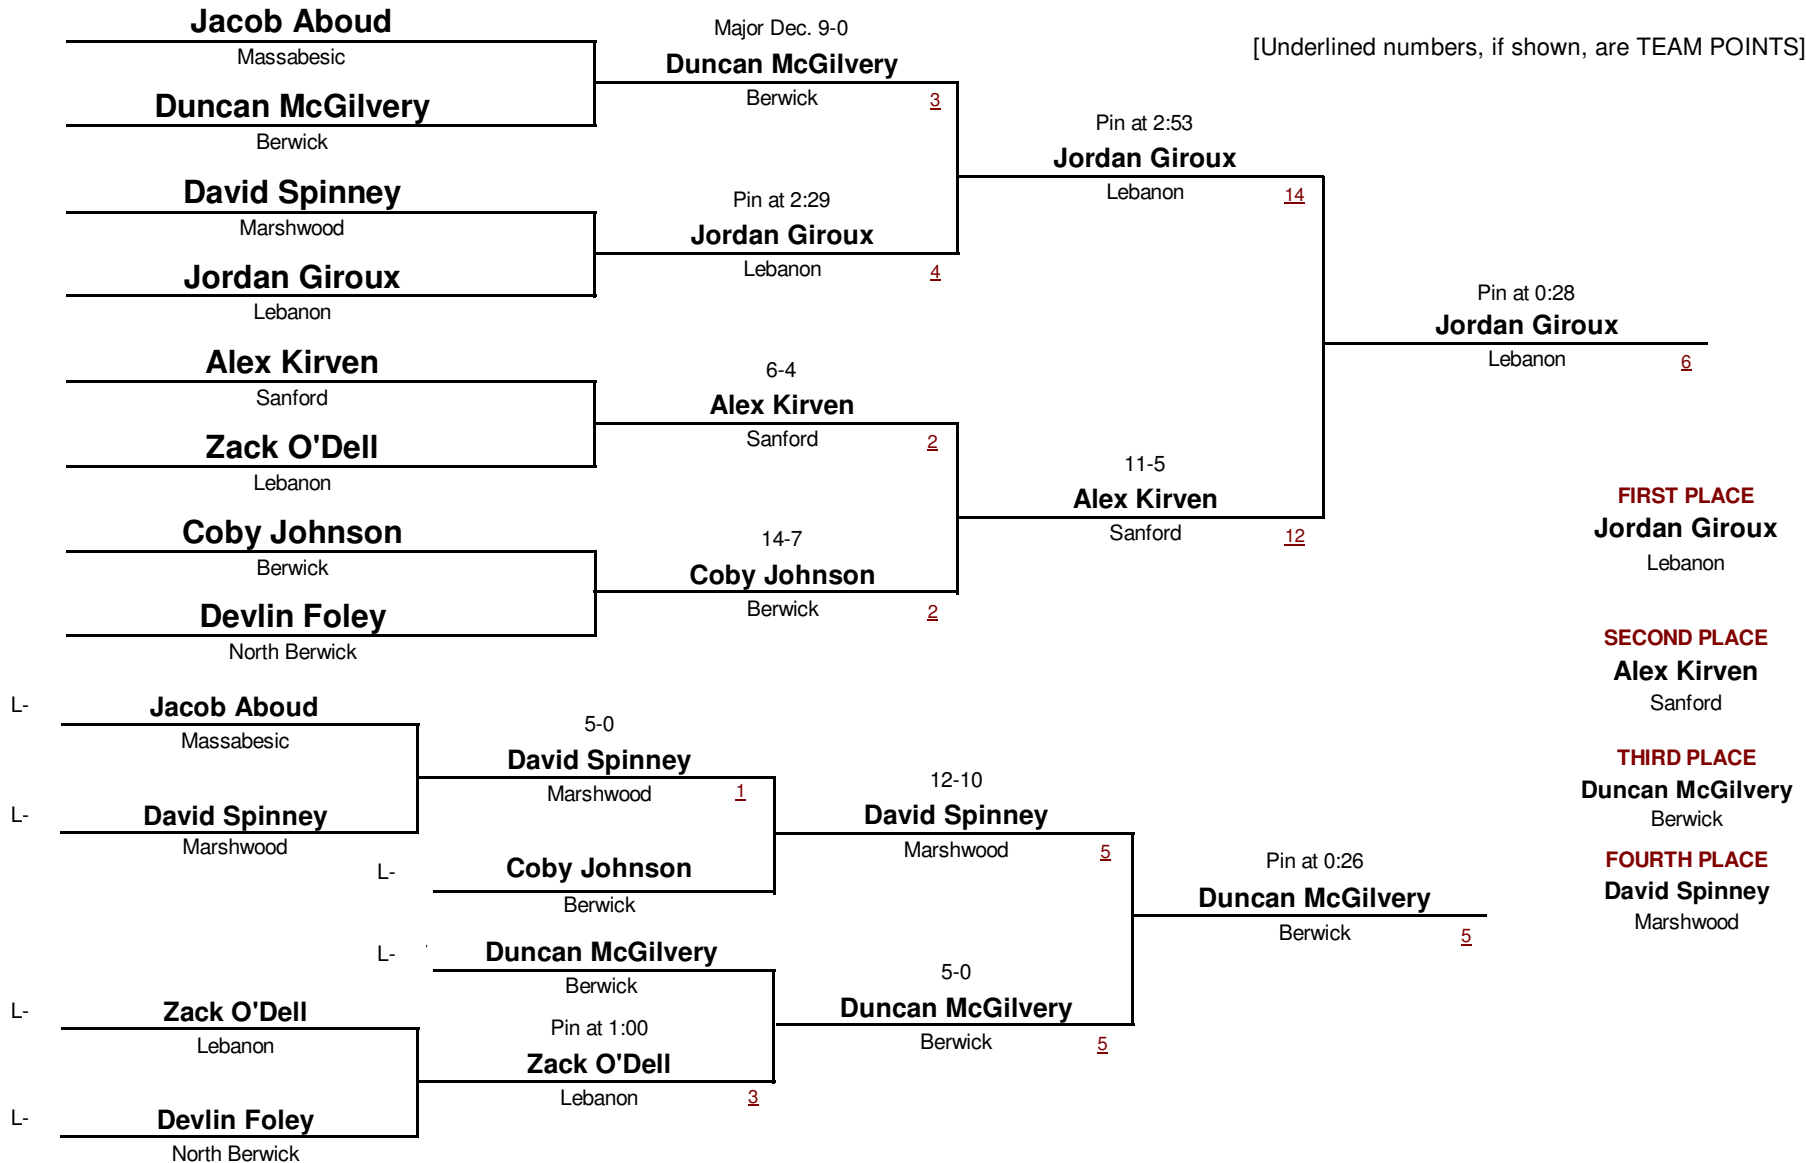 [Underlined numbers, if shown, are TEAM POINTS]
Jacob Aboud
Massabesic
Duncan McGilvery
Berwick
David Spinney
Marshwood
Jordan Giroux
Lebanon
Alex Kirven
Sanford
Zack O'Dell
Lebanon
Coby Johnson
Berwick
Devlin Foley
North Berwick
Major Dec. 9-0
Duncan McGilvery
Berwick 3
Pin at 2:29
Jordan Giroux
Lebanon 4
6-4
Alex Kirven
Sanford 2
14-7
Coby Johnson
Berwick 2
Pin at 2:53
Jordan Giroux
Lebanon 14
11-5
Alex Kirven
Sanford 12
Pin at 0:28
Jordan Giroux
Lebanon 6
L- Jacob Aboud
Massabesic
L- David Spinney
Marshwood
L- Zack O'Dell
Lebanon
L- Devlin Foley
North Berwick
5-0
David Spinney
Marshwood 1
L- Coby Johnson
Berwick
L- Duncan McGilvery
Berwick
Pin at 1:00
Zack O'Dell
Lebanon 3
12-10
David Spinney
Marshwood 5
5-0
Duncan McGilvery
Berwick 5
Pin at 0:26
Duncan McGilvery
Berwick 5
FIRST PLACE
Jordan Giroux
Lebanon
SECOND PLACE
Alex Kirven
Sanford
THIRD PLACE
Duncan McGilvery
Berwick
FOURTH PLACE
David Spinney
Marshwood